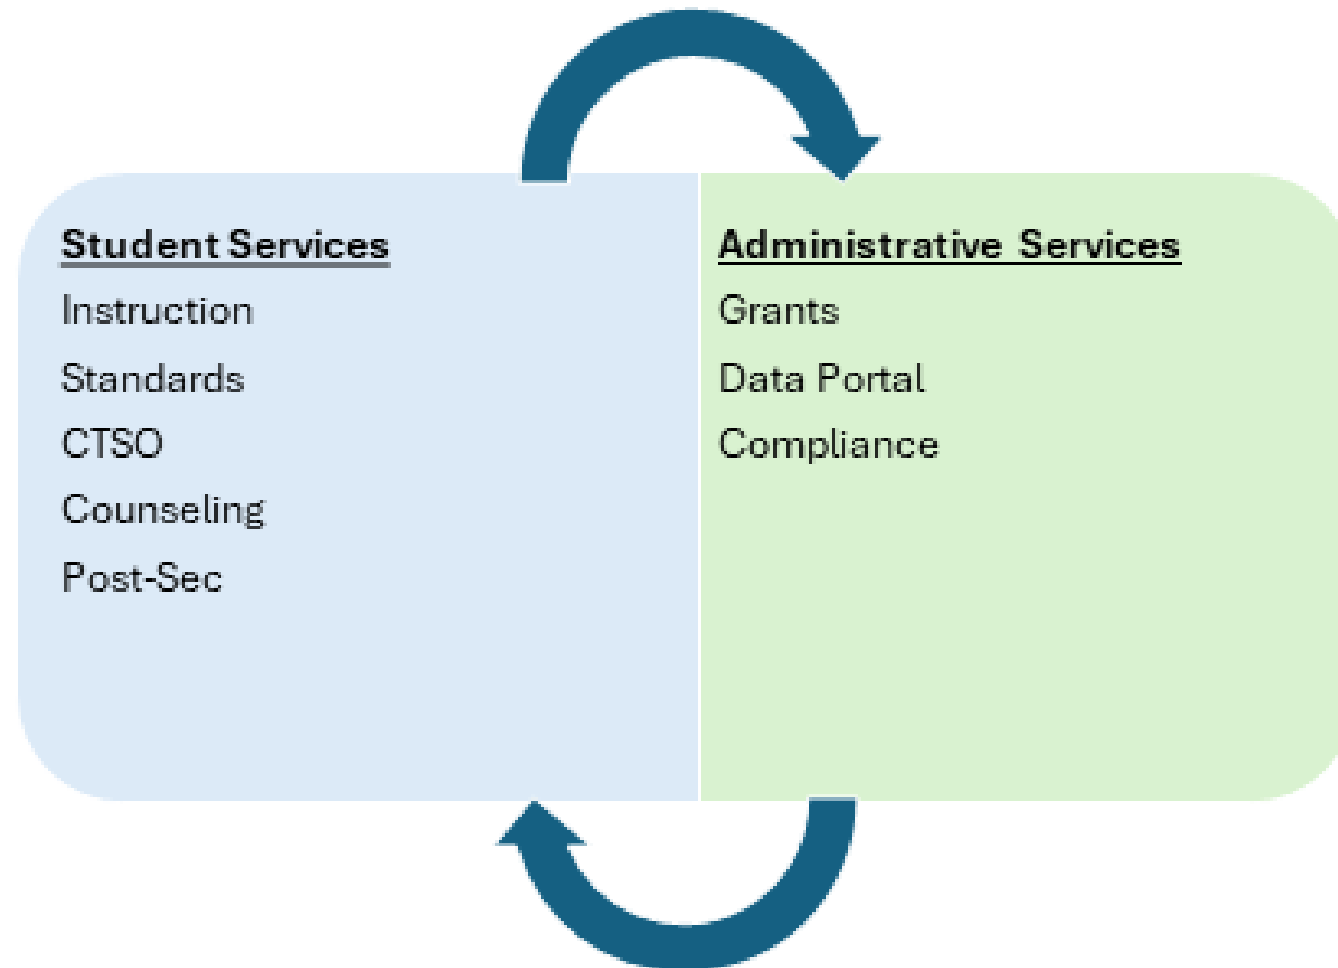 Student Services
Instruction
Standards
CTSO
Counseling
Post-Sec
Administrative Services
Grants
Data Portal
Compliance